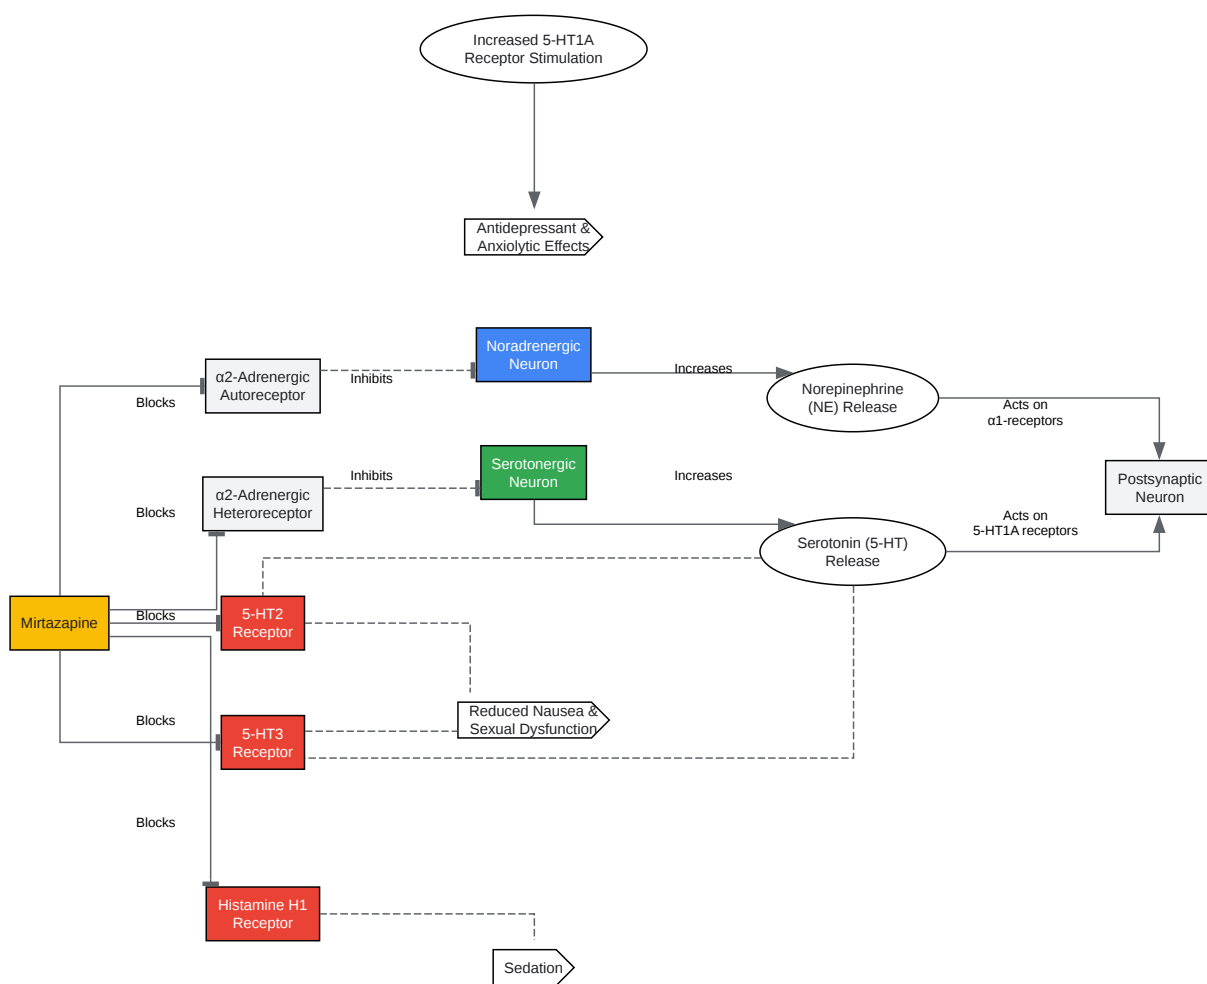 Increased 5-HT1A
Receptor Stimulation
Antidepressant &
Anxiolytic Effects
Noradrenergic
Neuron
α2-Adrenergic
Autoreceptor
Inhibits
Increases
Norepinephrine
(NE) Release
Blocks
Acts on
α1-receptors
Serotonergic
Neuron
α2-Adrenergic
Heteroreceptor
Inhibits
Increases
Postsynaptic
Neuron
Blocks
Acts on
5-HT1A receptors
Serotonin (5-HT)
Release
Mirtazapine
Blocks
5-HT2
Receptor
Reduced Nausea &
Sexual Dysfunction
Blocks
5-HT3
Receptor
Blocks
Histamine H1
Receptor
Sedation